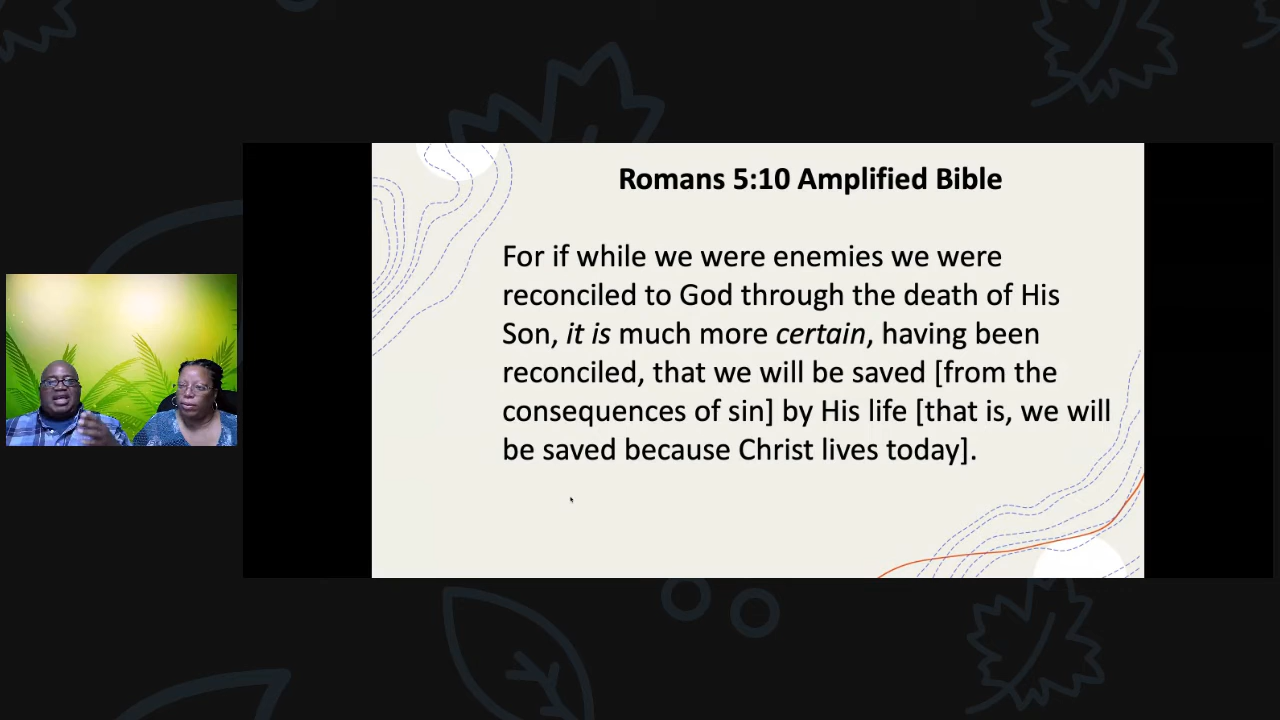 Romans 5:10 Amplified Bible
For if while we were enemies we were
reconciled to God through the death of His
Son, it is much more certain, having been
reconciled, that we will be saved [from the
consequences of sin] by His life [that is, we will
be saved because Christ lives today].